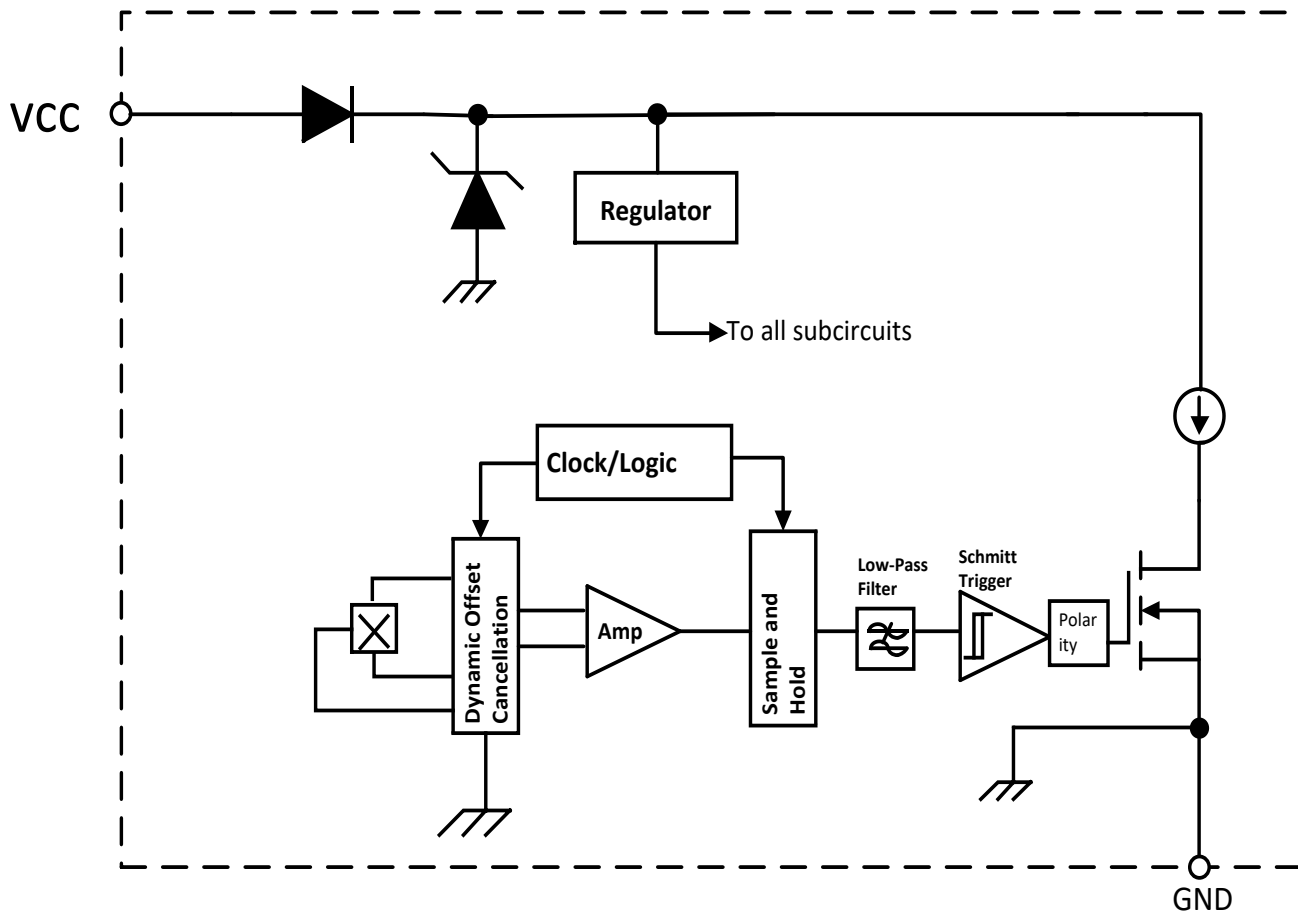 VCC
Regulator
To all subcircuits
Clock/Logic
Dynamic Offset
Cancellation
Amp
Sample and
Hold
Low-Pass
Filter
Schmitt
Trigger
Polar
ity
GND